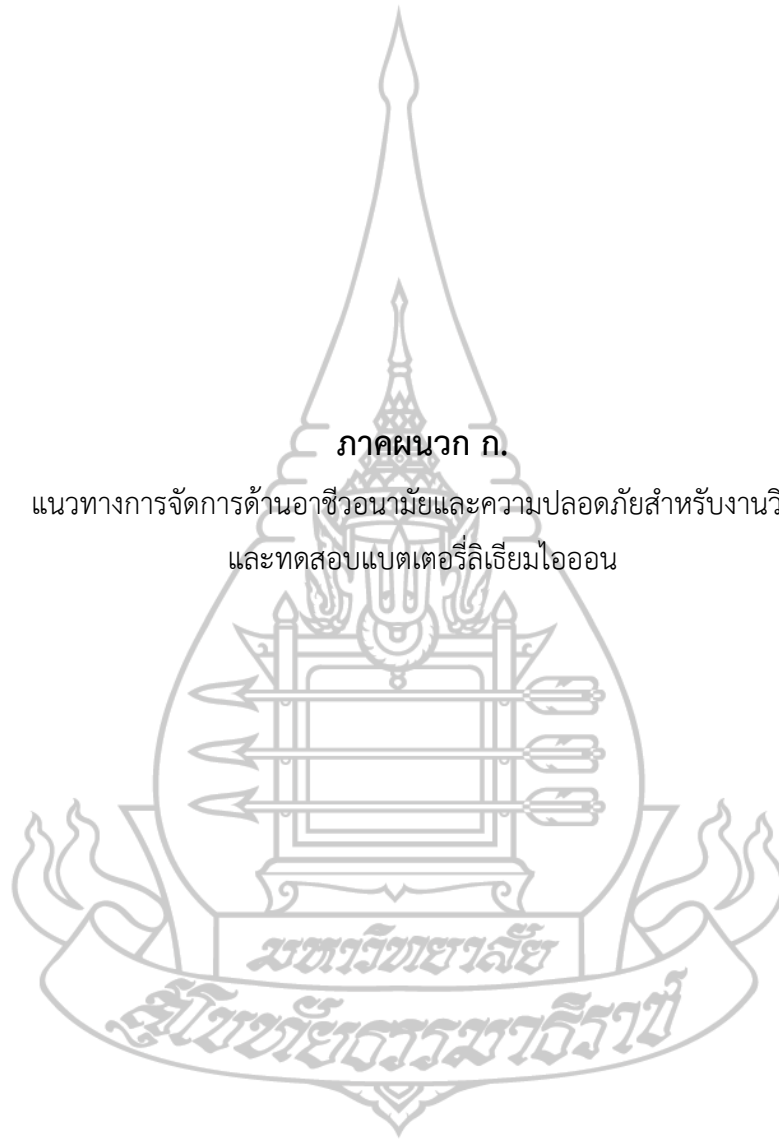 ภาคผนวก ก.
แนวทางการจัดการด้านอาชีวอนามัยและความปลอดภัยสำหรับงานวิ
และทดสอบแบตเตอรี่ลิเธียมไอออน
มหาวิทยาลัย
สุโขทัยธรรมาธิราช